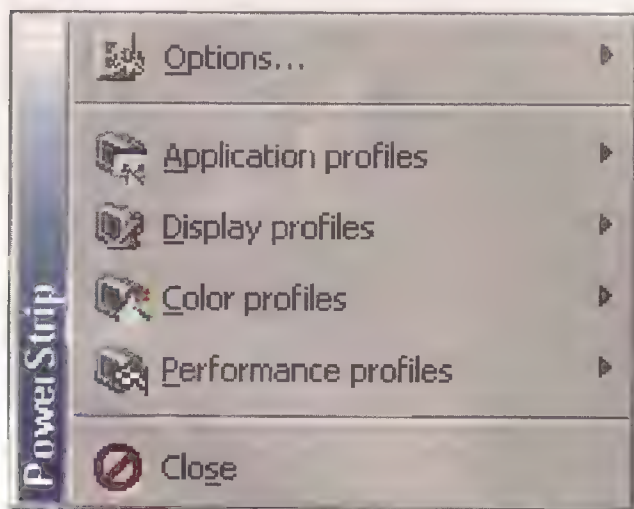 Options...
Application profiles
Display profiles
Color profiles
Performance profiles
Close
PowerStrip